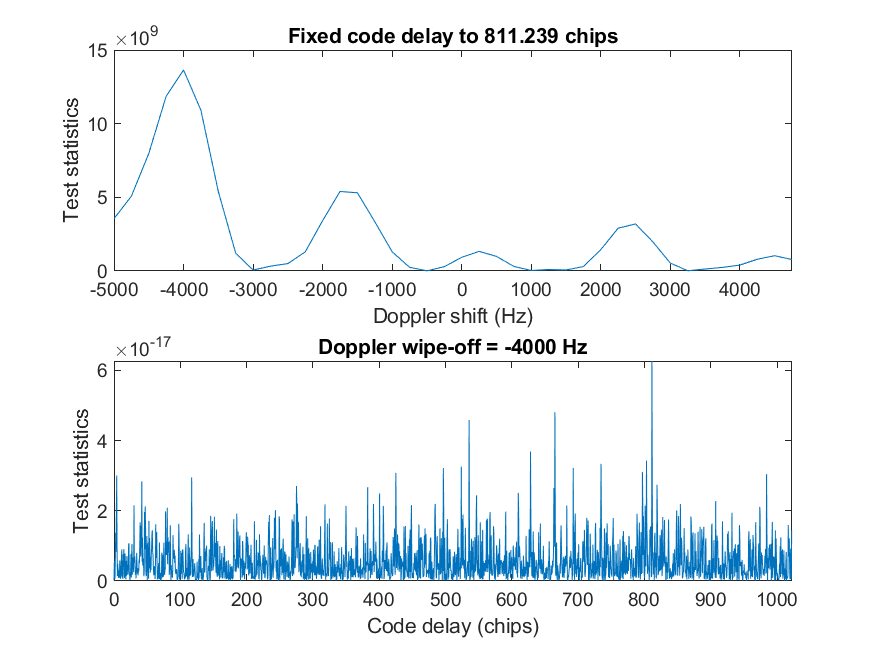 ×10^9
Fixed code delay to 811.239 chips
15
10
5
0
Test statistics
-5000 -4000 -3000 -2000 -1000 0 1000 2000 3000 4000
Doppler shift (Hz)
×10^-17
Doppler wipe-off = -4000 Hz
6
4
2
0
Test statistics
0 100 200 300 400 500 600 700 800 900 1000
Code delay (chips)